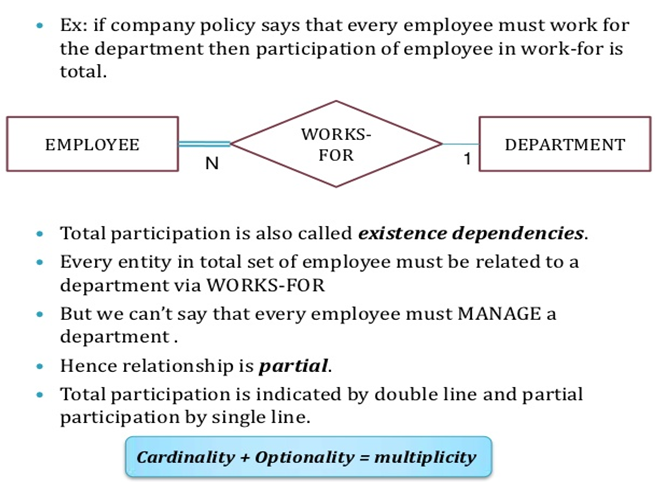 • Ex: if company policy says that every employee must work for
the department then participation of employee in work-for is
total.
EMPLOYEE
N
WORKS-
FOR
1
DEPARTMENT
• Total participation is also called existence dependencies.
• Every entity in total set of employee must be related to a
department via WORKS-FOR
• But we can't say that every employee must MANAGE a
department .
• Hence relationship is partial.
• Total participation is indicated by double line and partial
participation by single line.
Cardinality + Optionality = multiplicity